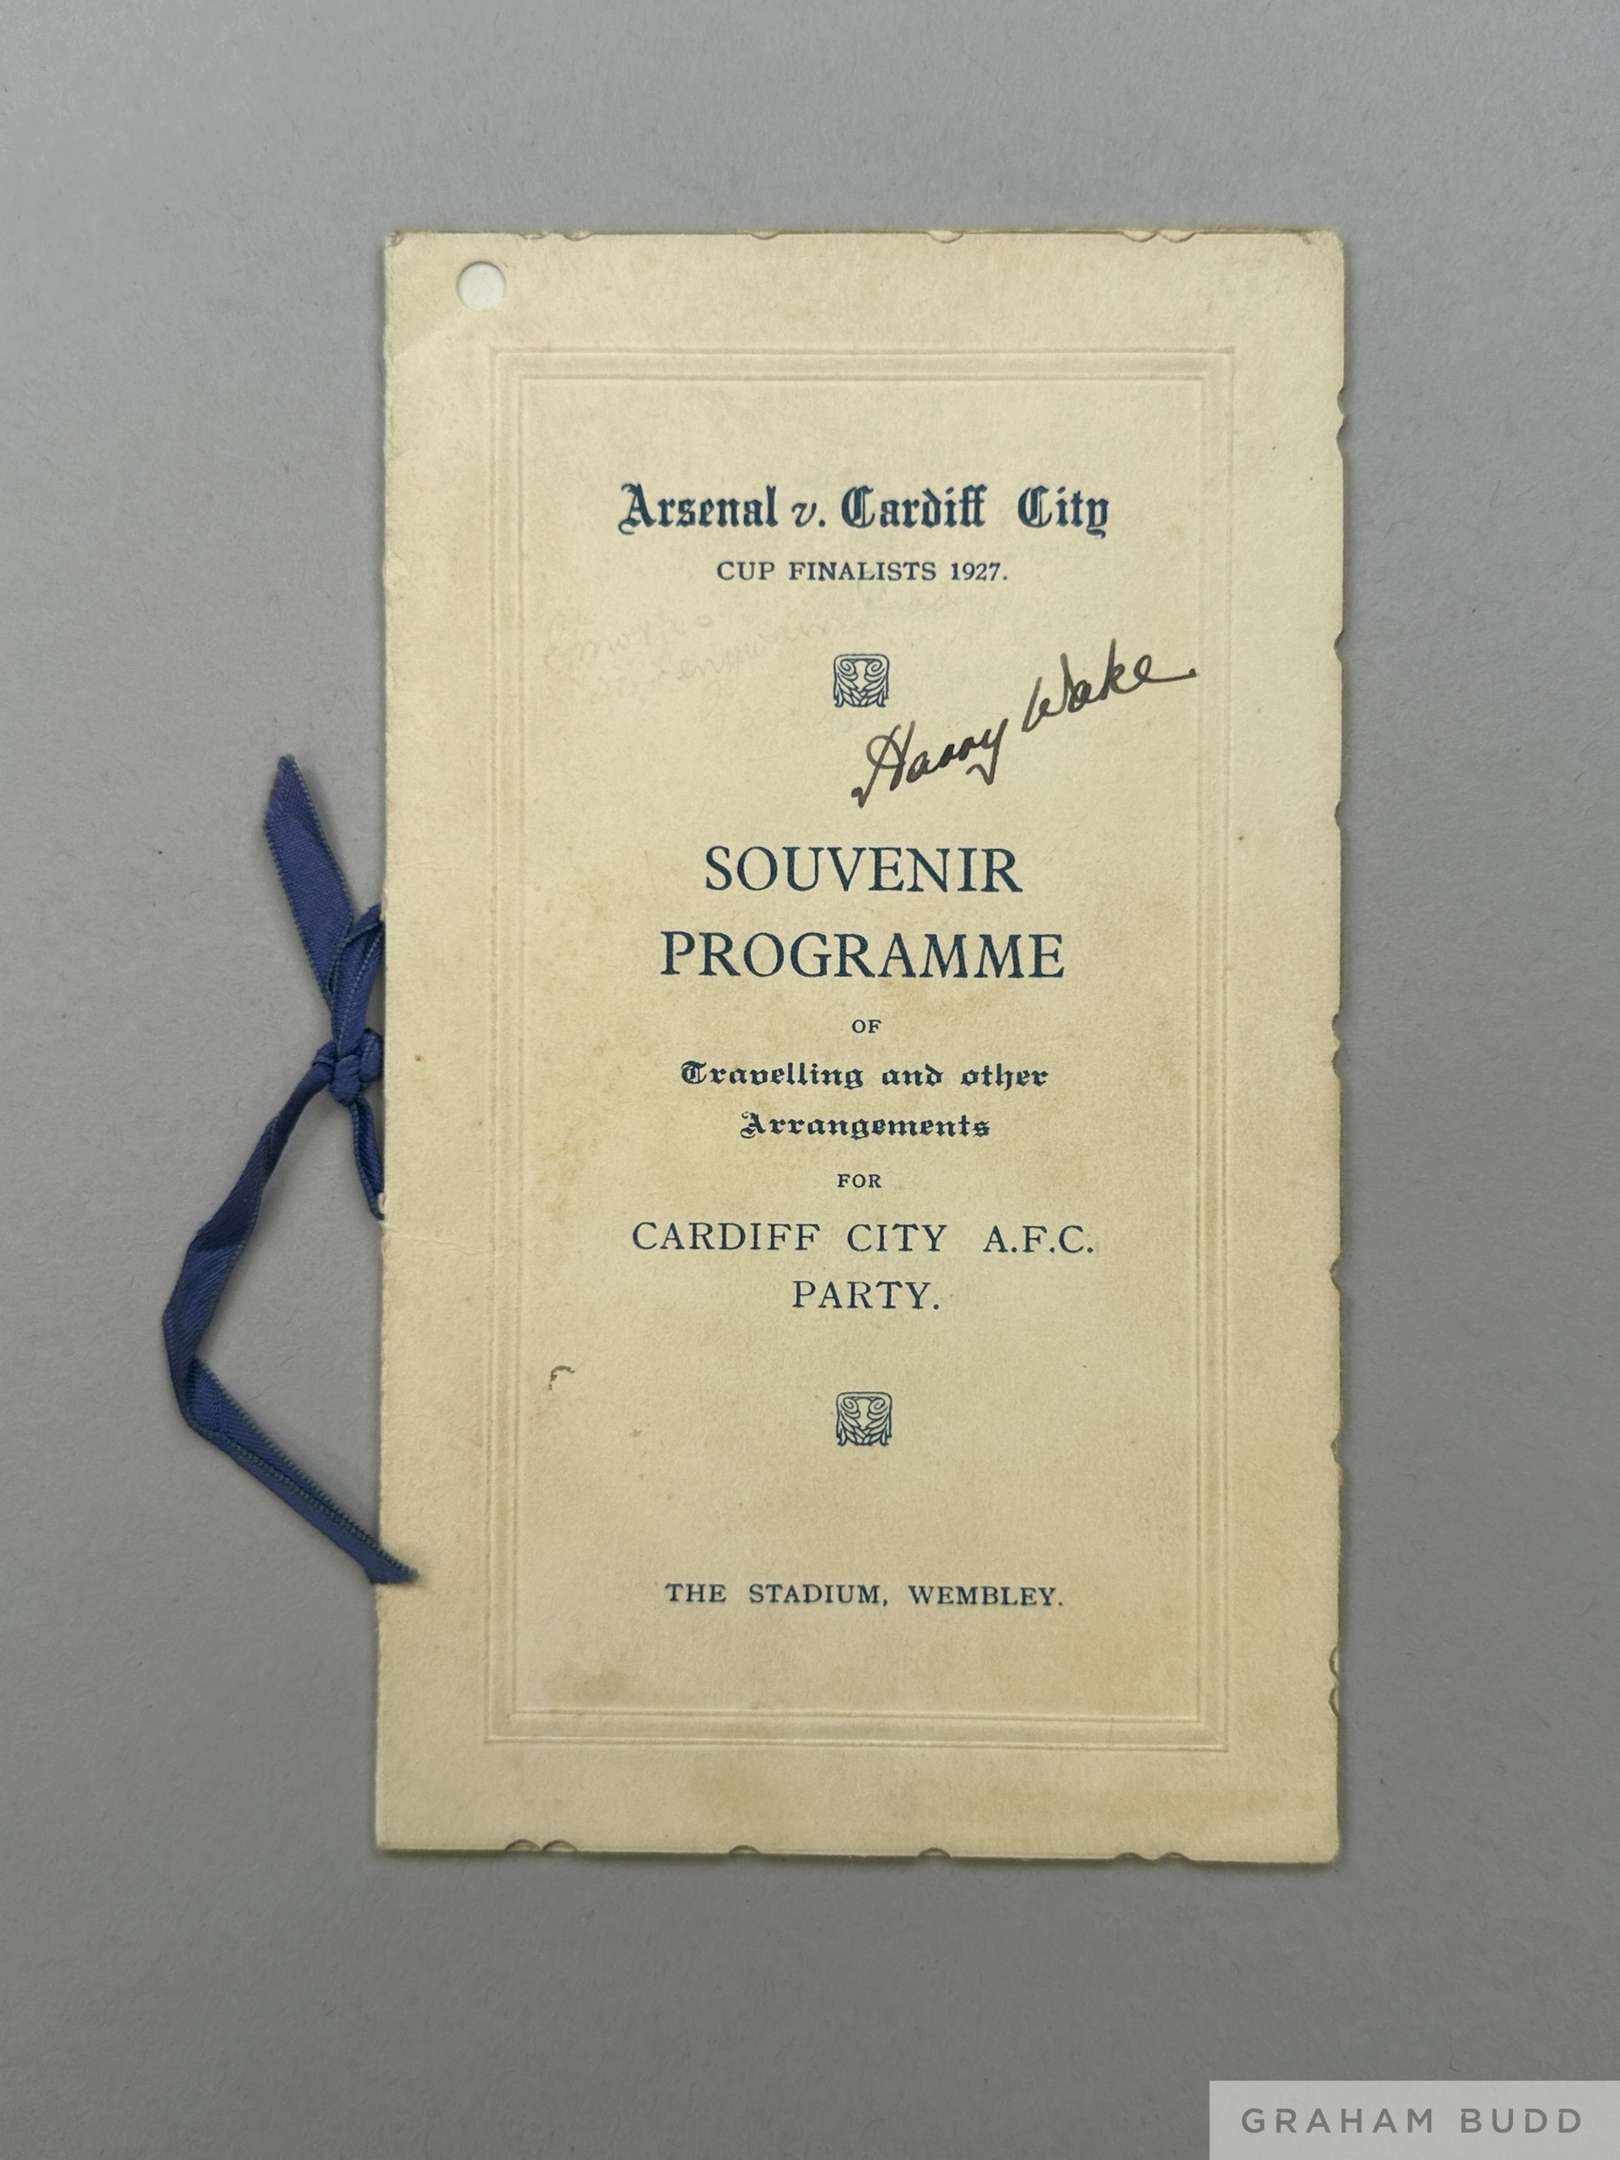 Arsenal v. Cardiff City
CUP FINALISTS 1927.
Harry Wake
SOUVENIR
PROGRAMME
OF
Travelling and other
Arrangements
FOR
CARDIFF CITY A.F.C.
PARTY.
THE STADIUM, WEMBLEY.
GRAHAM BUDD